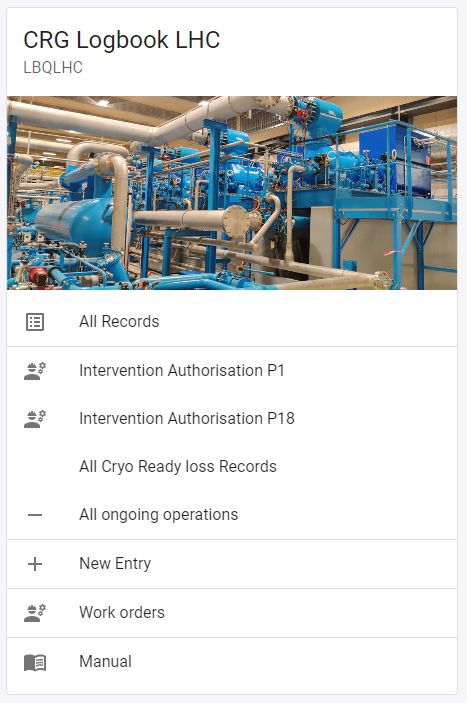 CRG Logbook LHC
LBQLHC
All Records
Intervention Authorisation P1
Intervention Authorisation P18
All Cryo Ready loss Records
All ongoing operations
New Entry
Work orders
Manual